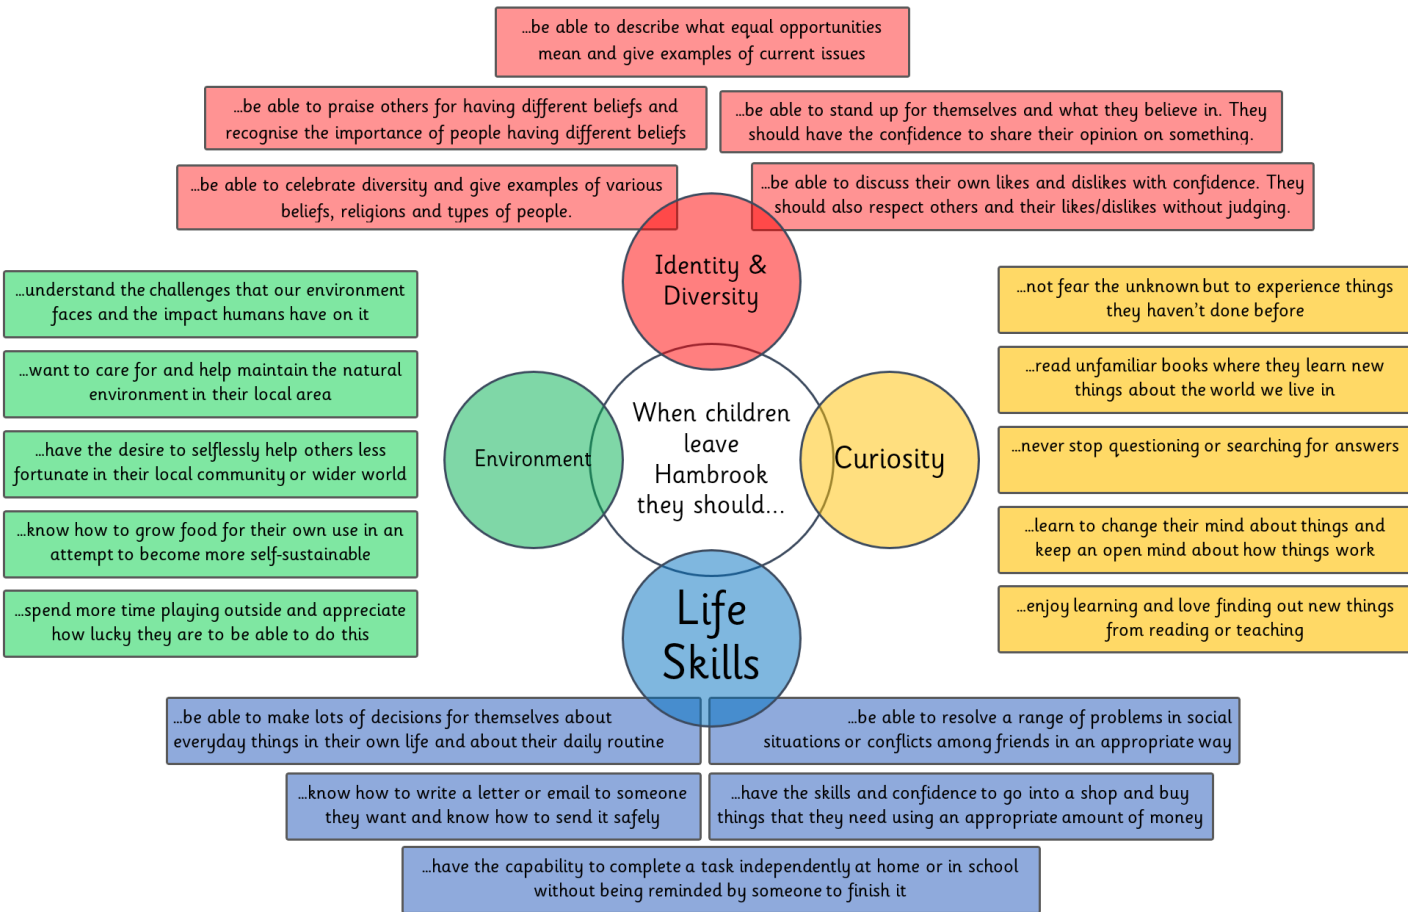 ...be able to describe what equal opportunities
mean and give examples of current issues
...be able to praise others for having different beliefs and
recognise the importance of people having different beliefs
...be able to stand up for themselves and what they believe in. They
should have the confidence to share their opinion on something.
...be able to celebrate diversity and give examples of various
beliefs, religions and types of people.
...be able to discuss their own likes and dislikes with confidence. They
should also respect others and their likes/dislikes without judging.
Identity &
Diversity
...understand the challenges that our environment
faces and the impact humans have on it
...want to care for and help maintain the natural
environment in their local area
...have the desire to selflessly help others less
fortunate in their local community or wider world
...know how to grow food for their own use in an
attempt to become more self-sustainable
...spend more time playing outside and appreciate
how lucky they are to be able to do this
Environment
When children
leave
Hambrook
they should...
Curiosity
...not fear the unknown but to experience things
they haven't done before
...read unfamiliar books where they learn new
things about the world we live in
...never stop questioning or searching for answers
...learn to change their mind about things and
keep an open mind about how things work
...enjoy learning and love finding out new things
from reading or teaching
Life
Skills
...be able to make lots of decisions for themselves about
everyday things in their own life and about their daily routine
...be able to resolve a range of problems in social
situations or conflicts among friends in an appropriate way
...know how to write a letter or email to someone
they want and know how to send it safely
...have the skills and confidence to go into a shop and buy
things that they need using an appropriate amount of money
...have the capability to complete a task independently at home or in school
without being reminded by someone to finish it